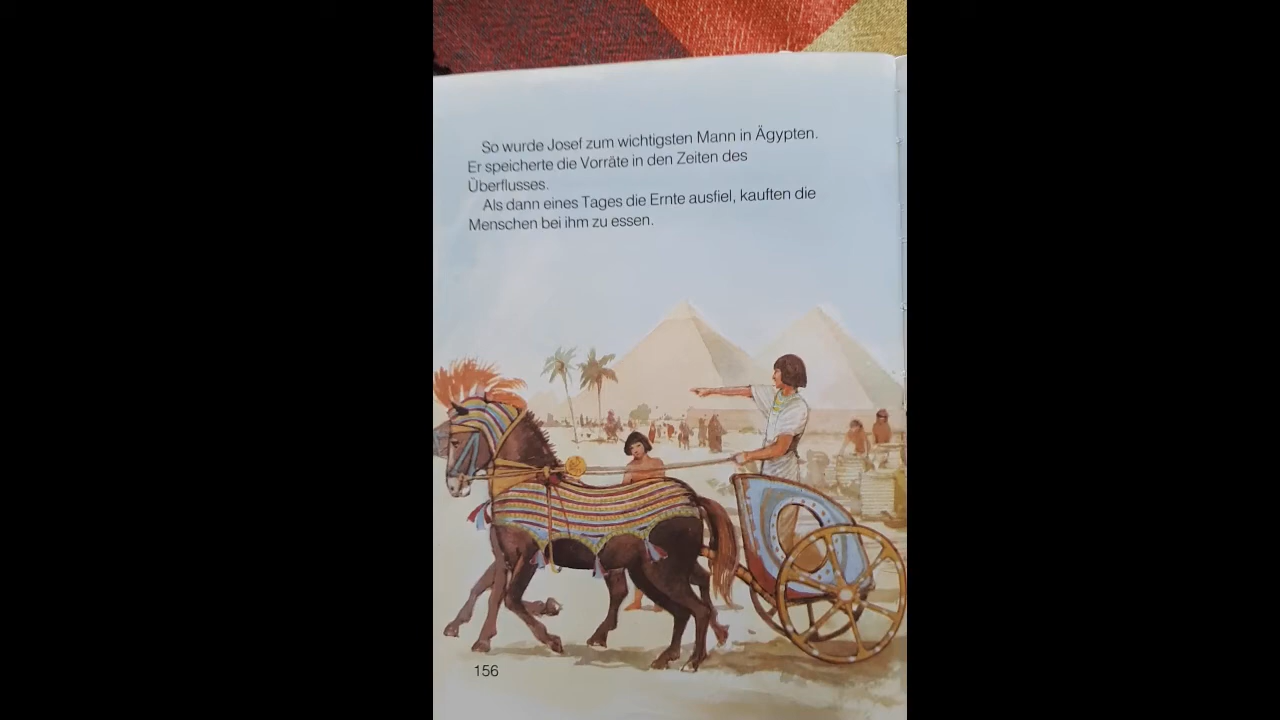 So wurde Josef zum wichtigsten Mann in Ägypten.
Er speicherte die Vorräte in den Zeiten des
Überflusses.
Als dann eines Tages die Ernte ausfiel, kauften die
Menschen bei ihm zu essen.
156